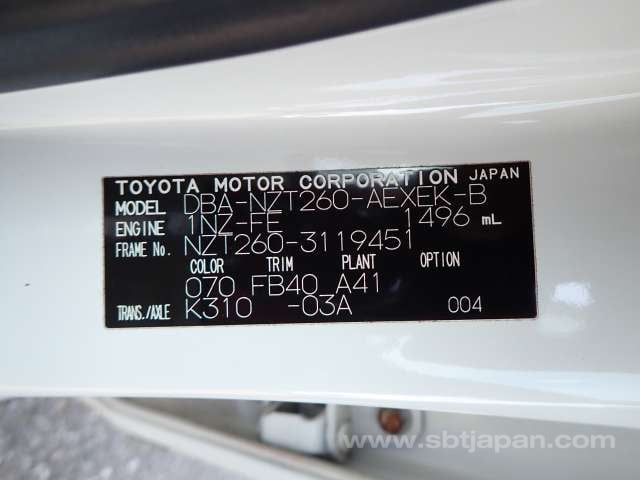 TOYOTA MOTOR CORPORATION JAPAN
MODEL DBA-NZT260-AEXEK-B
ENGINE 1NZ-FE 1496 mL
FRAME No. NZT260-3119451
COLOR TRIM PLANT OPTION
070 FB40 A41
TRANS./AXLE K310 -03A 004
www.sbtjapan.com